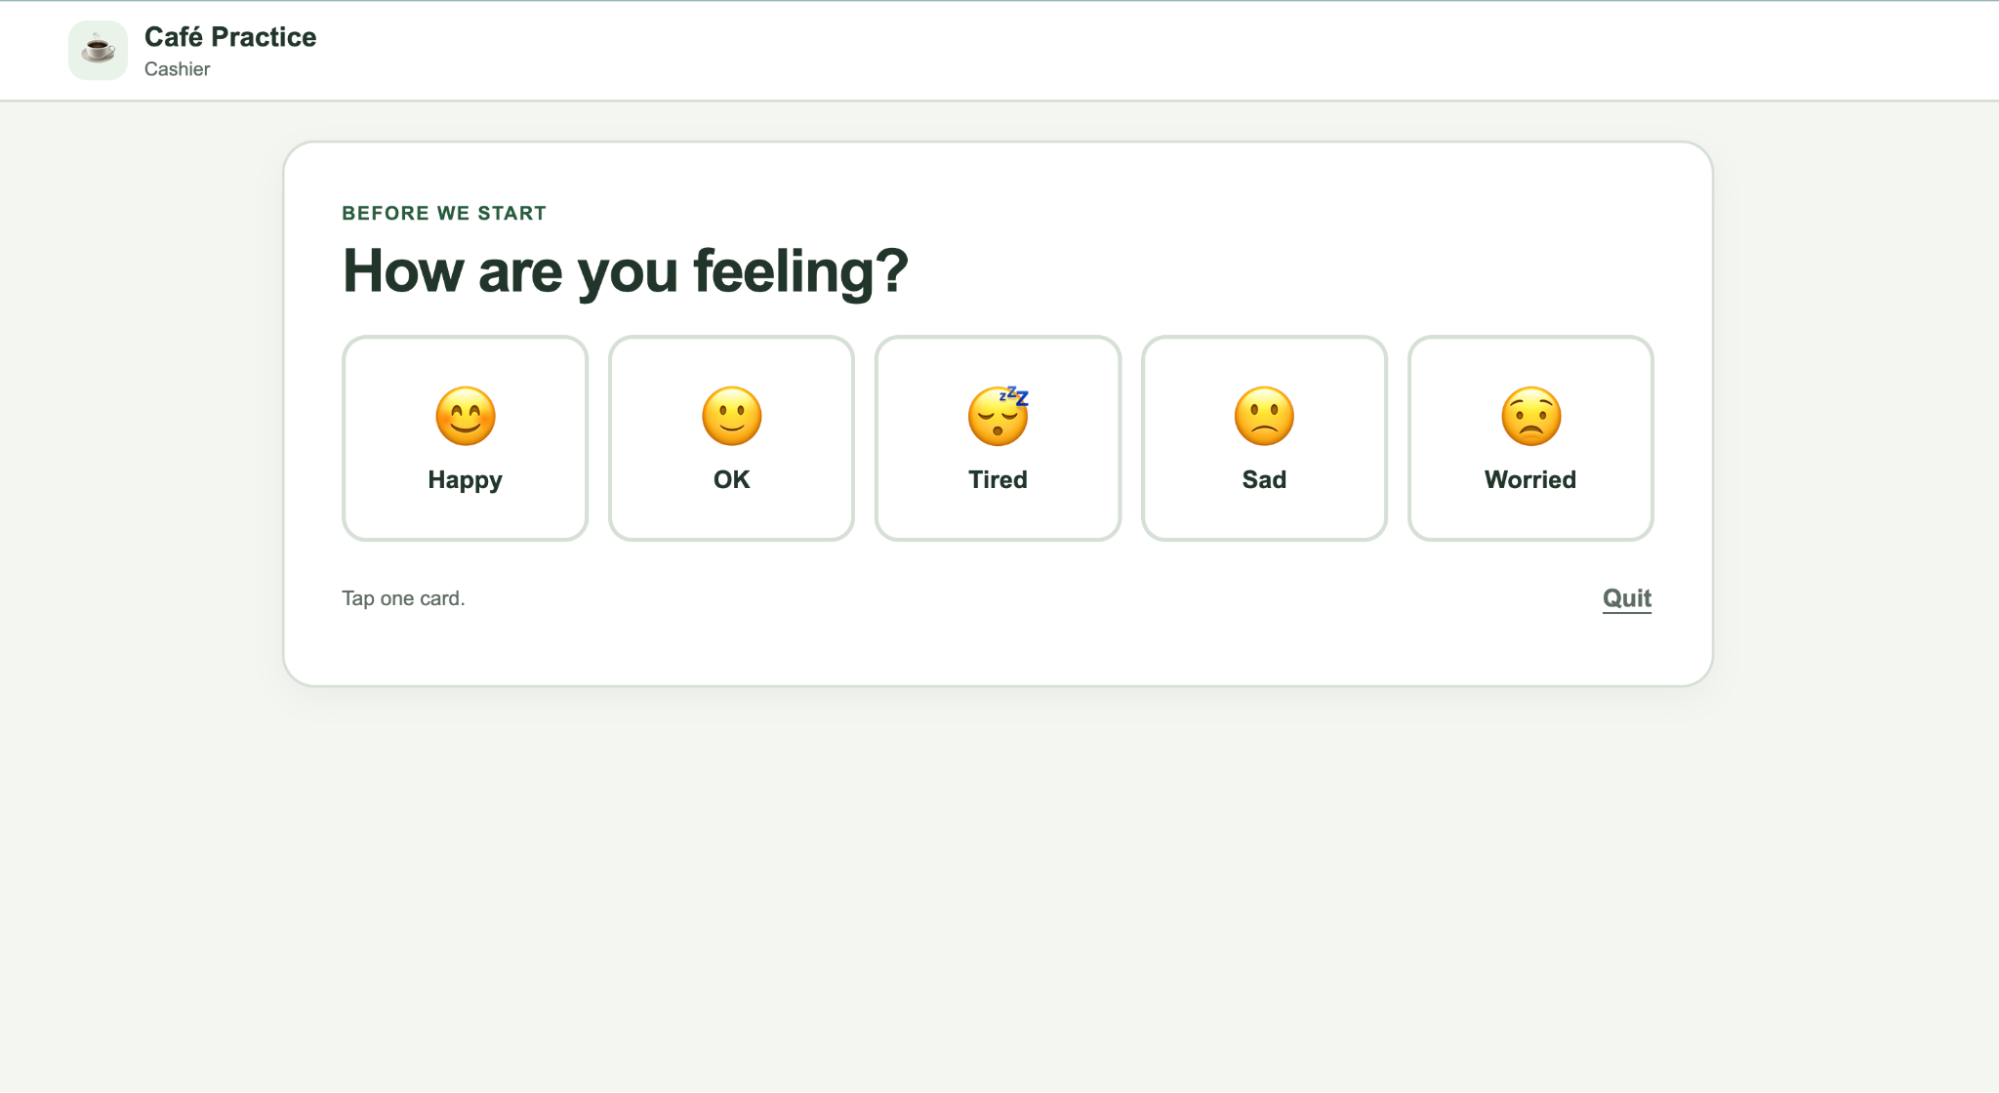 Café Practice
Cashier
BEFORE WE START
How are you feeling?
Happy
OK
Tired
Sad
Worried
Tap one card.
Quit